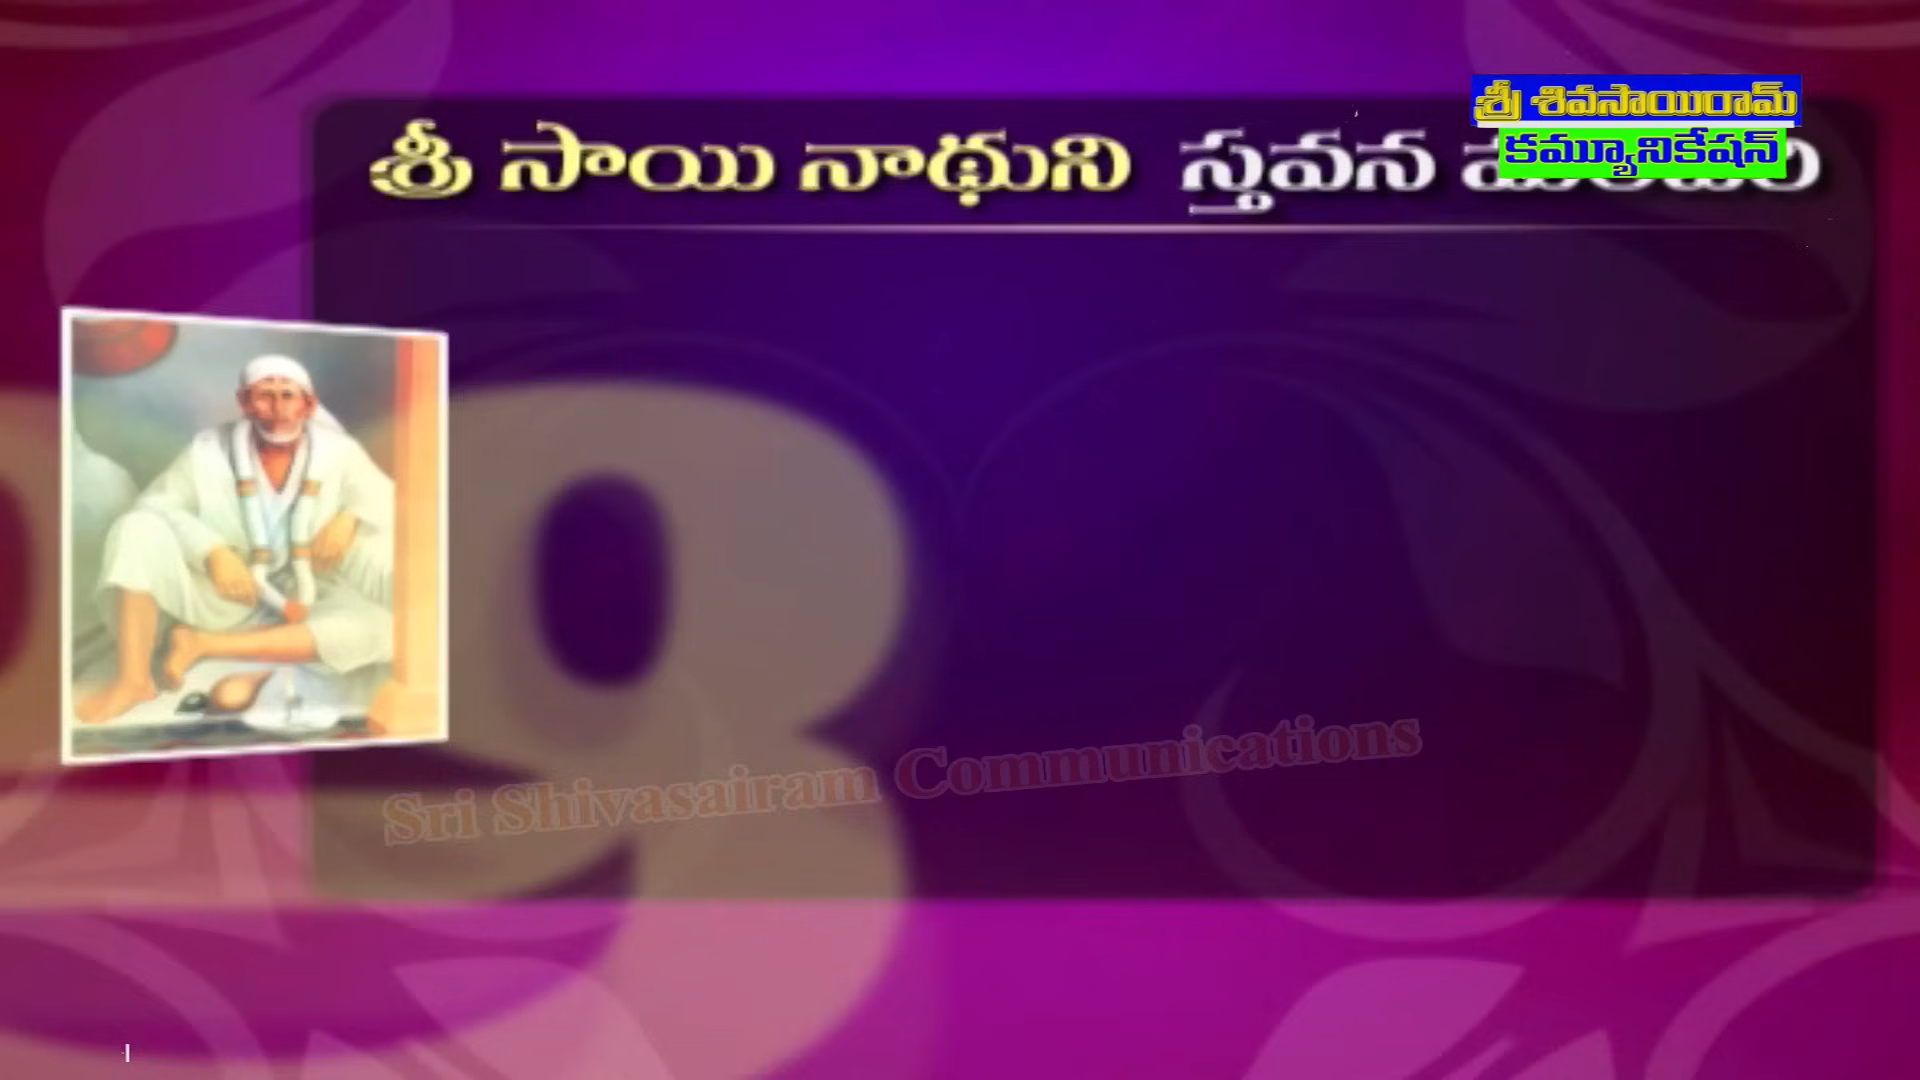 శ్రీ శివసాయిరామ్
కమ్యూనికేషన్
శ్రీ సాయి నాథుని స్తవన
Sri Shivasairam Communications